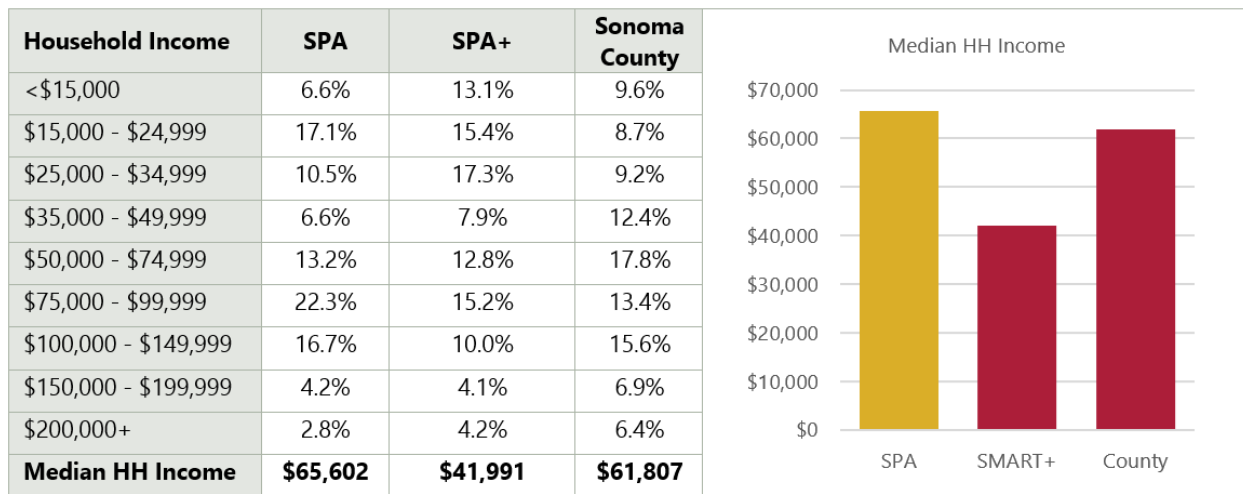 Household Income SPA SPA+ Sonoma County
<$15,000 6.6% 13.1% 9.6%
$15,000 - $24,999 17.1% 15.4% 8.7%
$25,000 - $34,999 10.5% 17.3% 9.2%
$35,000 - $49,999 6.6% 7.9% 12.4%
$50,000 - $74,999 13.2% 12.8% 17.8%
$75,000 - $99,999 22.3% 15.2% 13.4%
$100,000 - $149,999 16.7% 10.0% 15.6%
$150,000 - $199,999 4.2% 4.1% 6.9%
$200,000+ 2.8% 4.2% 6.4%
Median HH Income $65,602 $41,991 $61,807
Median HH Income
$70,000
$60,000
$50,000
$40,000
$30,000
$20,000
$10,000
$0
SPA SMART+ County